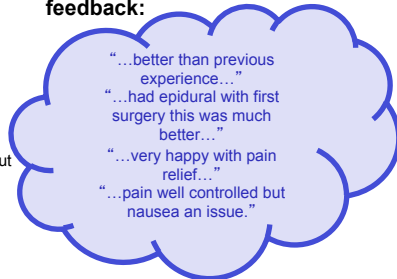 feedback:
“…better than previous
experience…”
“…had epidural with first
surgery this was much
better…”
ut
“…very happy with pain
relief…”
“…pain well controlled but
nausea an issue.”